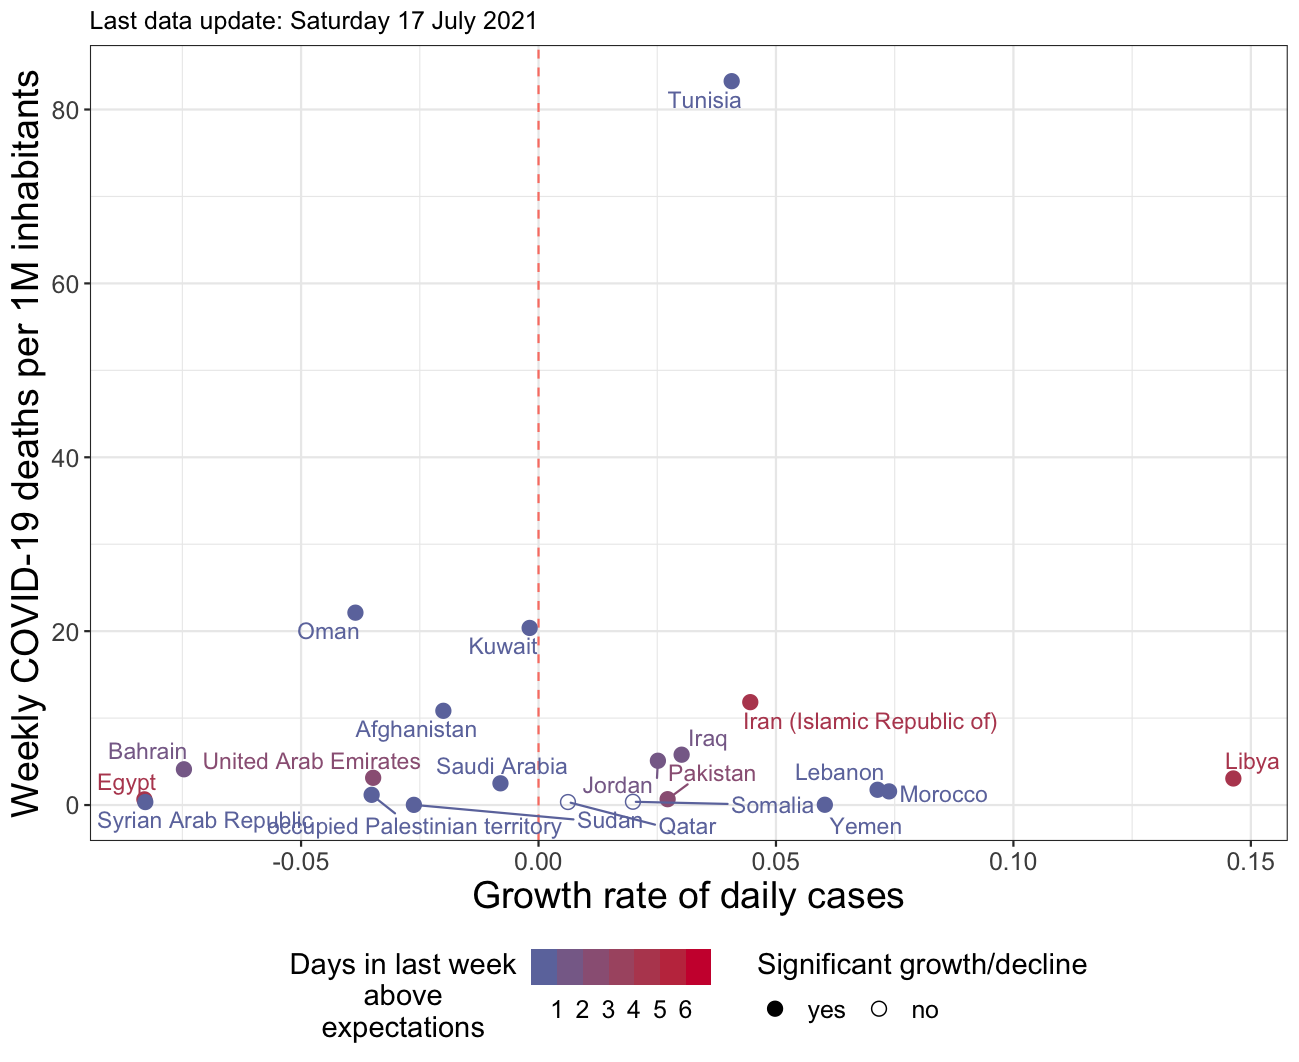 Last data update: Saturday 17 July 2021
Weekly COVID-19 deaths per 1M inhabitants
80
60
40
20
0
Tunisia
Oman
Kuwait
Afghanistan
Iran (Islamic Republic of)
Bahrain
United Arab Emirates
Saudi Arabia
Iraq
Jordan
Pakistan
Lebanon
Libya
Egypt
Morocco
Somalia
Syrian Arab Republic
occupied Palestinian territory
Sudan
Qatar
Yemen
-0.05
0.00
0.05
0.10
0.15
Growth rate of daily cases
Days in last week
above
expectations
1 2 3 4 5 6
Significant growth/decline
yes
no